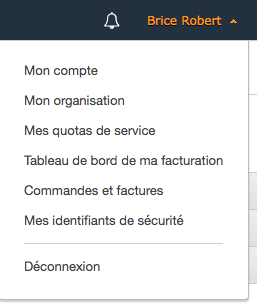 Brice Robert
Mon compte
Mon organisation
Mes quotas de service
Tableau de bord de ma facturation
Commandes et factures
Mes identifiants de sécurité
Déconnexion